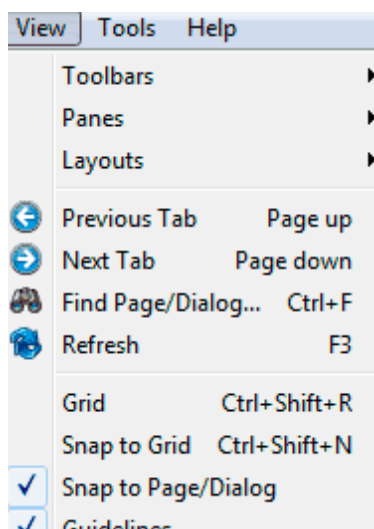 View Tools Help
Toolbars
Panes
Layouts
Previous Tab Page up
Next Tab Page down
Find Page/Dialog... Ctrl+F
Refresh F3
Grid Ctrl+Shift+R
Snap to Grid Ctrl+Shift+N
Snap to Page/Dialog
Guidelines